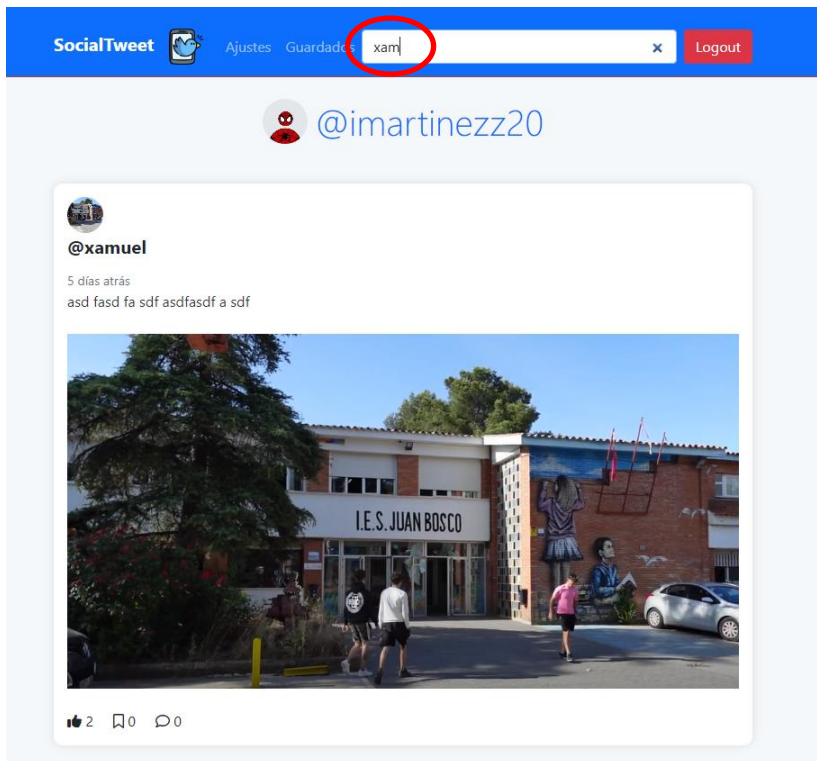 SocialTweet Ajustes Guardados xam × Logout
@imartinezz20
@xamuel
5 días atrás
asd fasd fa sdf asdfasdf a sdf
I.E.S. JUAN BOSCO
2 0 0